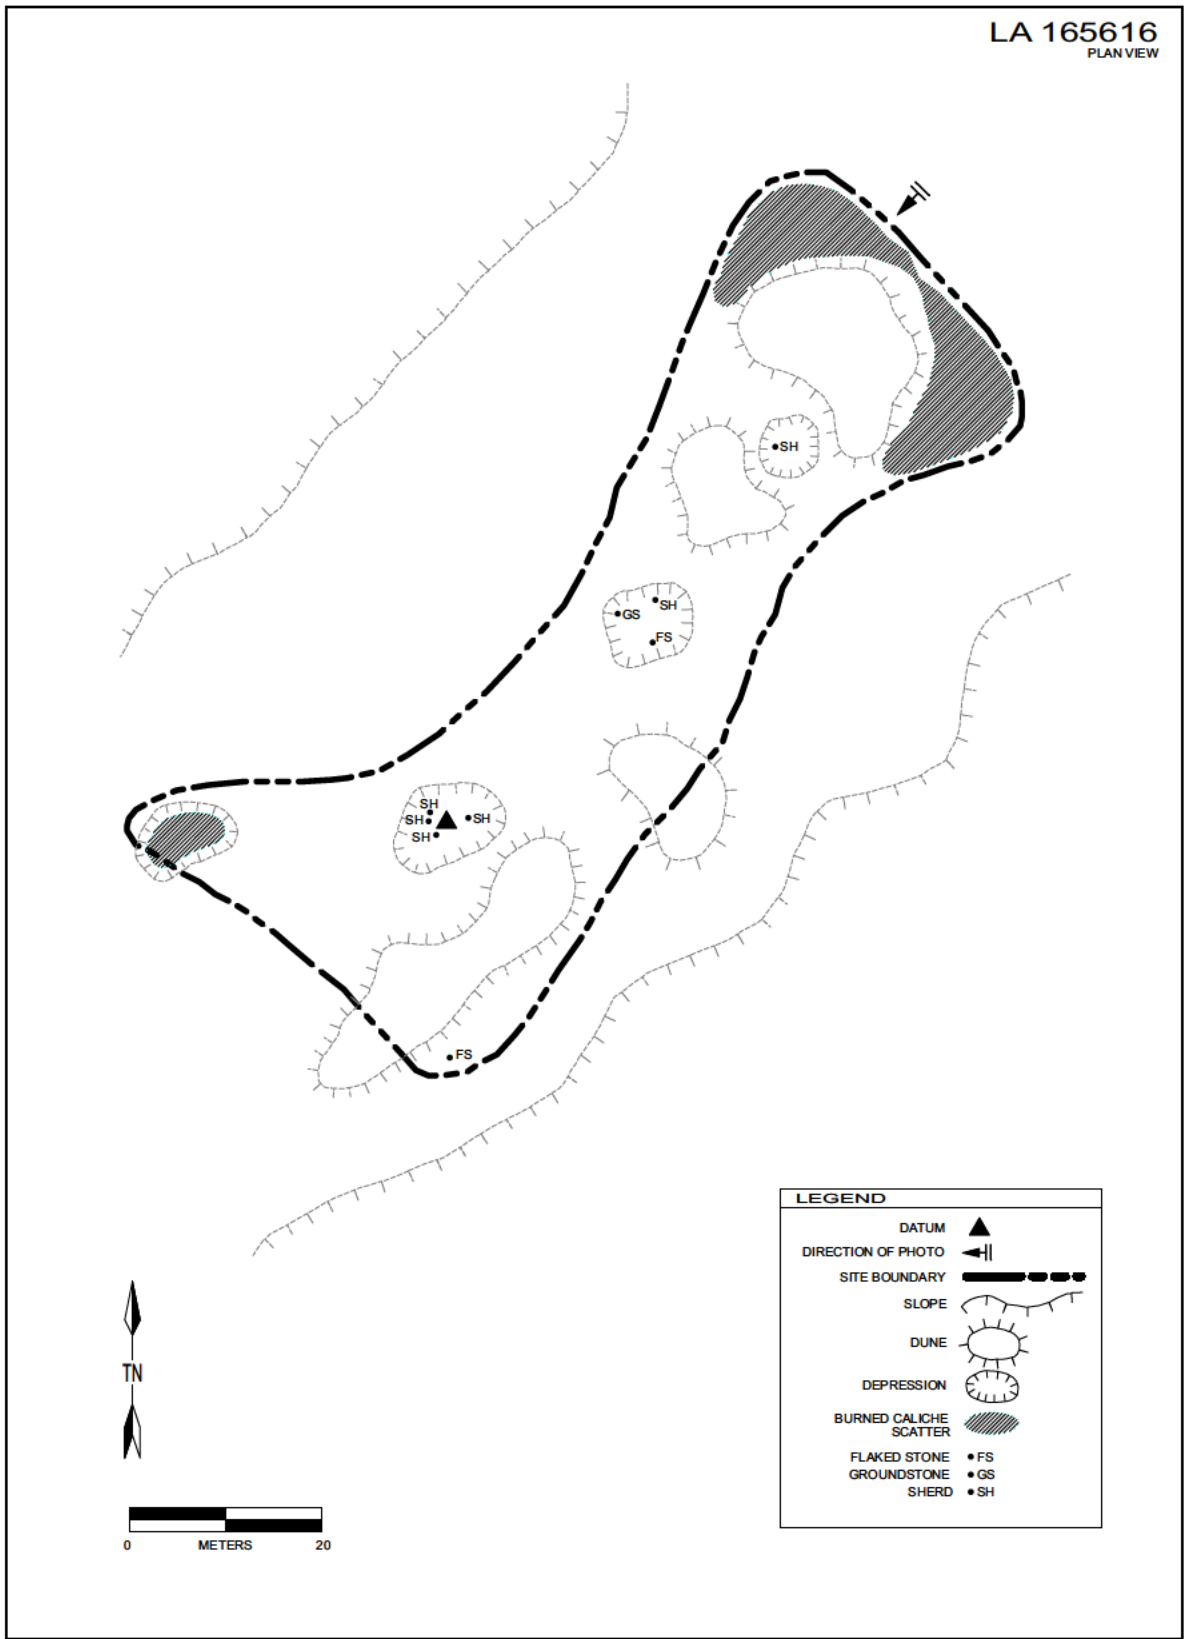 LA 165616
PLAN VIEW
SH
GS
SH
FS
SH
SH
SH
SH
FS
LEGEND
DATUM
DIRECTION OF PHOTO
SITE BOUNDARY
SLOPE
DUNE
DEPRESSION
BURNED CALICHE
SCATTER
FLAKED STONE FS
GROUNDSTONE GS
SHERD SH
TN
0 METERS 20